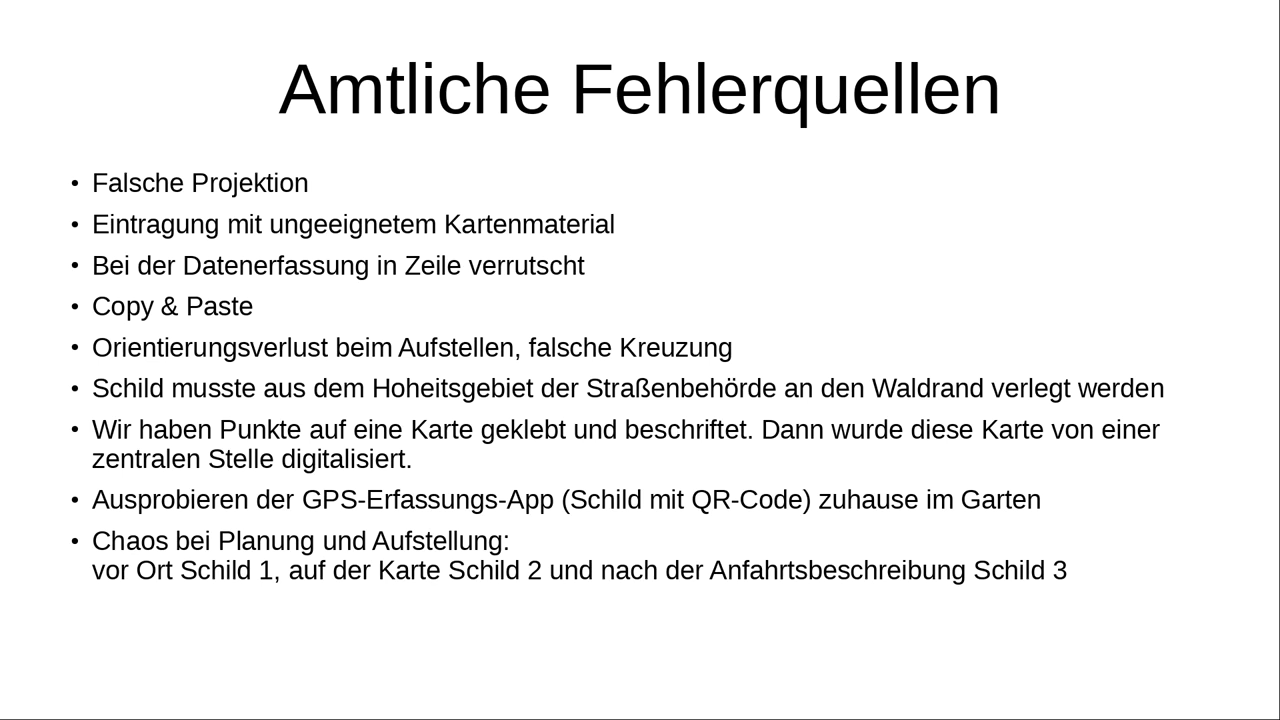 Amtliche Fehlerquellen
• Falsche Projektion
• Eintragung mit ungeeignetem Kartenmaterial
• Bei der Datenerfassung in Zeile verrutscht
• Copy & Paste
• Orientierungsverlust beim Aufstellen, falsche Kreuzung
• Schild musste aus dem Hoheitsgebiet der Straßenbehörde an den Waldrand verlegt werden
• Wir haben Punkte auf eine Karte geklebt und beschriftet. Dann wurde diese Karte von einer
zentralen Stelle digitalisiert.
• Ausprobieren der GPS-Erfassungs-App (Schild mit QR-Code) zuhause im Garten
• Chaos bei Planung und Aufstellung:
vor Ort Schild 1, auf der Karte Schild 2 und nach der Anfahrtsbeschreibung Schild 3